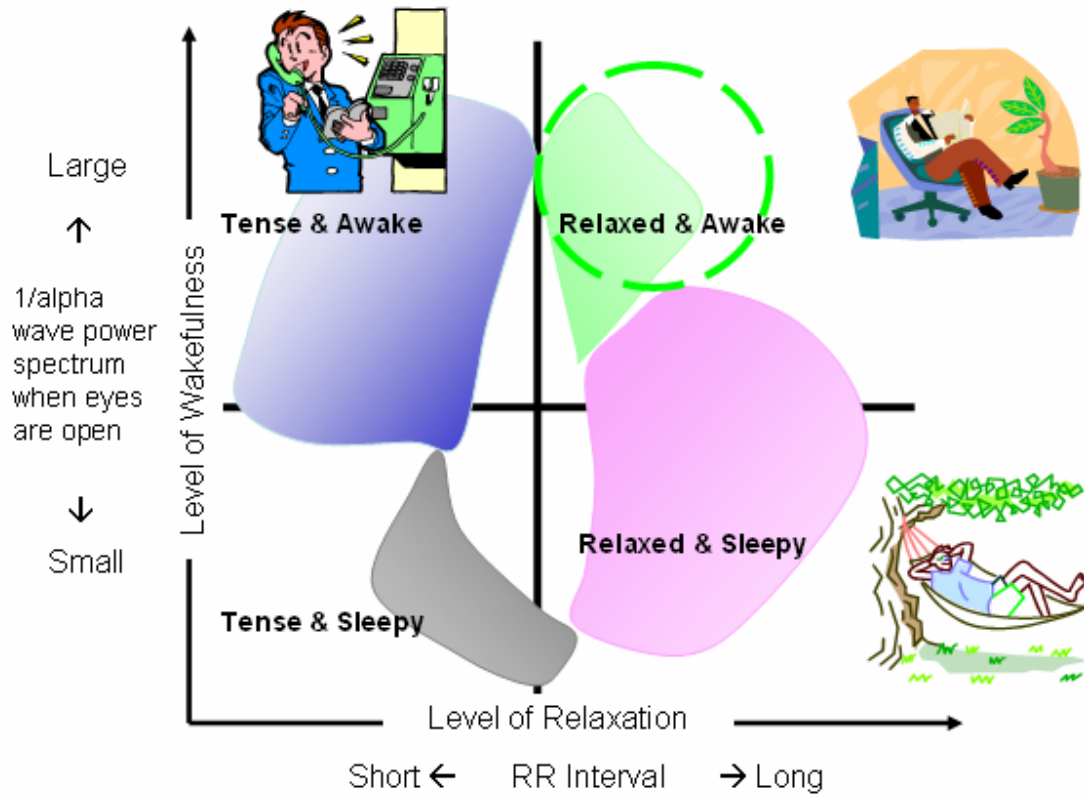 Large
↑
1/alpha
wave power
spectrum
when eyes
are open
↓
Small
Level of Wakefulness
Tense & Awake
Relaxed & Awake
Tense & Sleepy
Relaxed & Sleepy
Level of Relaxation
Short ← RR Interval → Long